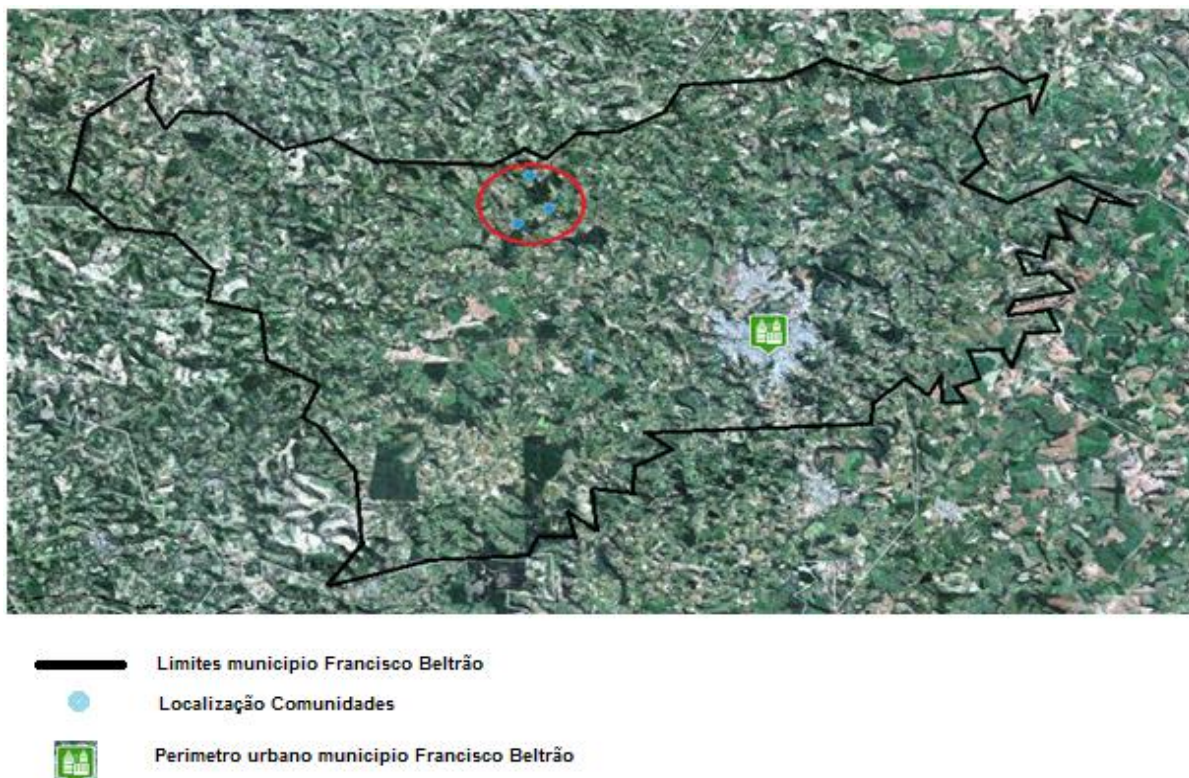 Limites municipio Francisco Beltrão
Localização Comunidades
Perimetro urbano municipio Francisco Beltrão